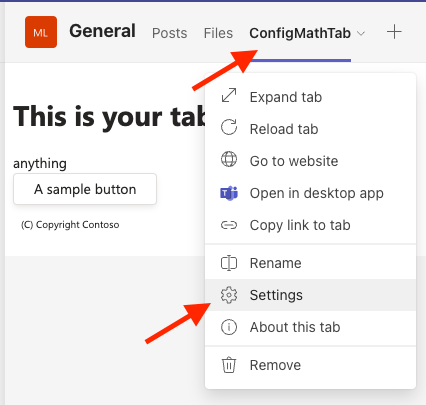 ML General Posts Files ConfigMathTab
This is your tab
anything
A sample button
(C) Copyright Contoso
Expand tab
Reload tab
Go to website
Open in desktop app
Copy link to tab
Rename
Settings
About this tab
Remove